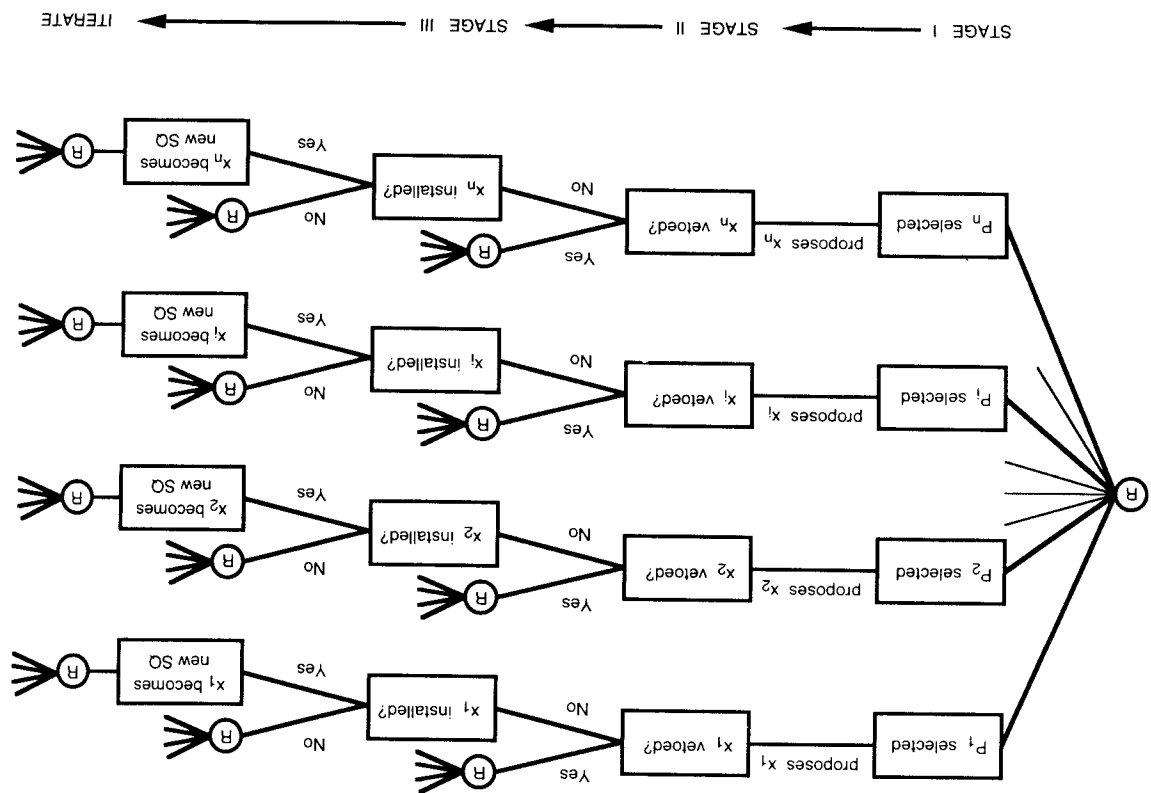 R
P₁ selected
proposes x₁
x₁ vetoed?
Yes
R
No
x₁ installed?
No
R
Yes
x₁ becomes
new SQ
R
P₂ selected
proposes x₂
x₂ vetoed?
Yes
R
No
x₂ installed?
No
R
Yes
x₂ becomes
new SQ
R
Pᵢ selected
proposes xᵢ
xᵢ vetoed?
Yes
R
No
xᵢ installed?
No
R
Yes
xᵢ becomes
new SQ
R
Pₙ selected
proposes xₙ
xₙ vetoed?
Yes
R
No
xₙ installed?
No
R
Yes
xₙ becomes
new SQ
R
STAGE I
STAGE II
STAGE III
ITERATE